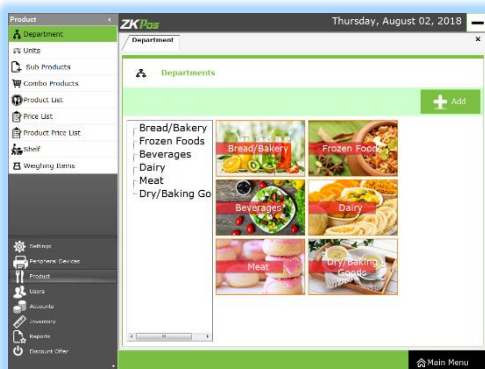 Product
Department
Units
Sub Products
Combo Products
Product List
Price List
Product Price List
Shelf
Weighing Items
Settings
Peripheral Devices
Product
Users
Accounts
Inventory
Reports
Discount Offer
ZKPos
Thursday, August 02, 2018
Department
×
Departments
Add
Bread/Bakery
Frozen Foods
Beverages
Dairy
Meat
Dry/Baking Go
Bread/Bakery
Frozen Foods
Beverages
Dairy
Meat
Dry/Baking
Goods
Main Menu